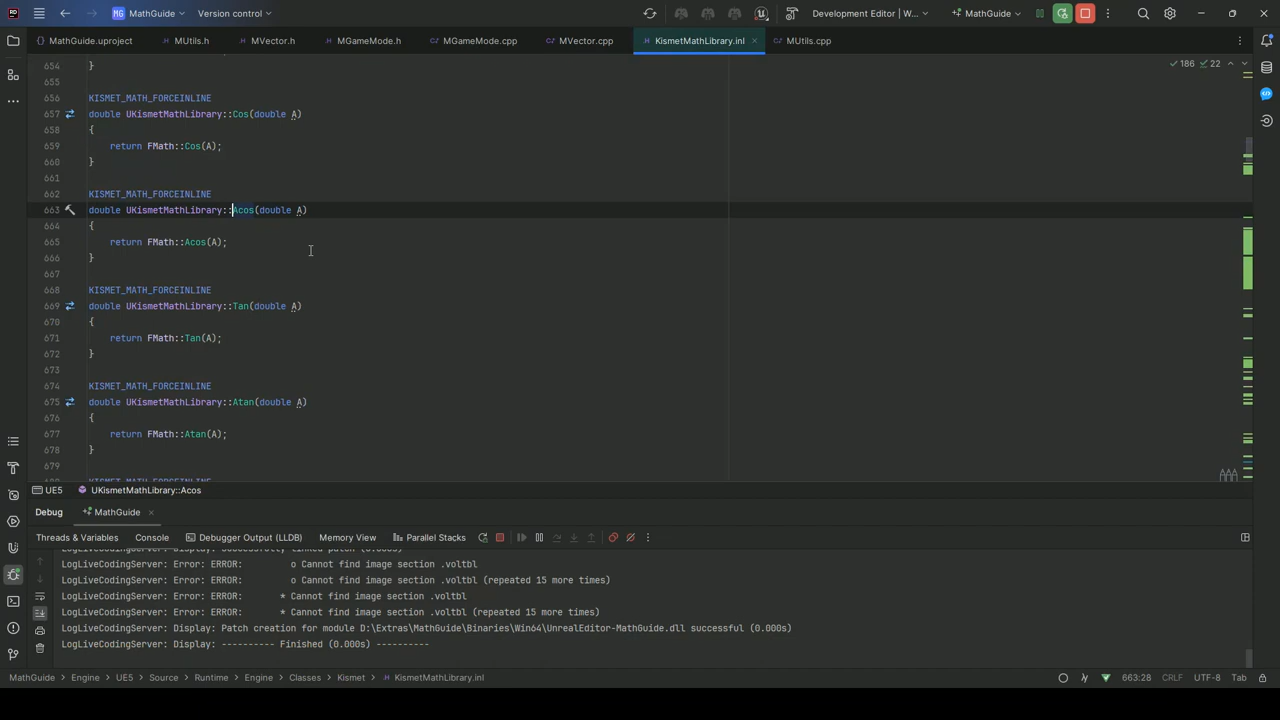 MG MathGuide Version control Development Editor | W... MathGuide
MathGuide.uproject MUtils.h MVector.h MGameMode.h MGameMode.cpp MVector.cpp KismetMathLibrary.inl MUtils.cpp
186 22
654 }
655
656 KISMET_MATH_FORCEINLINE
657 double UKismetMathLibrary::Cos(double A)
658 {
659 return FMath::Cos(A);
660 }
661
662 KISMET_MATH_FORCEINLINE
663 double UKismetMathLibrary::Acos(double A)
664 {
665 return FMath::Acos(A);
666 }
667
668 KISMET_MATH_FORCEINLINE
669 double UKismetMathLibrary::Tan(double A)
670 {
671 return FMath::Tan(A);
672 }
673
674 KISMET_MATH_FORCEINLINE
675 double UKismetMathLibrary::Atan(double A)
676 {
677 return FMath::Atan(A);
678 }
679
UE5 UKismetMathLibrary::Acos
Debug MathGuide
Threads & Variables Console Debugger Output (LLDB) Memory View Parallel Stacks
LogLiveCodingServer: Display: Successfully linked patch (0.000s)
LogLiveCodingServer: Error: ERROR: o Cannot find image section .voltbl
LogLiveCodingServer: Error: ERROR: o Cannot find image section .voltbl (repeated 15 more times)
LogLiveCodingServer: Error: ERROR: * Cannot find image section .voltbl
LogLiveCodingServer: Error: ERROR: * Cannot find image section .voltbl (repeated 15 more times)
LogLiveCodingServer: Display: Patch creation for module D:\Extras\MathGuide\Binaries\Win64\UnrealEditor-MathGuide.dll successful (0.000s)
LogLiveCodingServer: Display: ---------- Finished (0.000s) ----------
MathGuide Engine UE5 Source Runtime Engine Classes Kismet KismetMathLibrary.inl 663:28 CRLF UTF-8 Tab